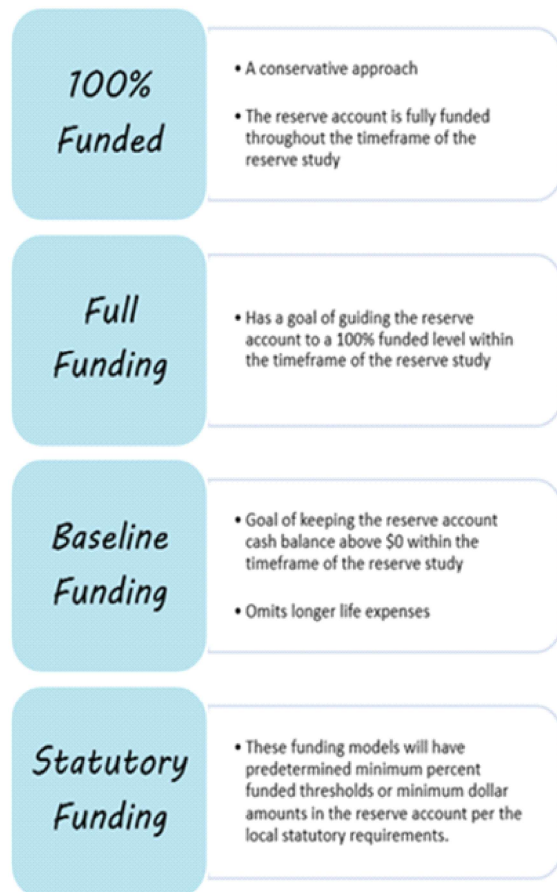 100%
Funded
• A conservative approach
• The reserve account is fully funded
throughout the timeframe of the
reserve study
Full
Funding
• Has a goal of guiding the reserve
account to a 100% funded level within
the timeframe of the reserve study
Baseline
Funding
• Goal of keeping the reserve account
cash balance above $0 within the
timeframe of the reserve study
• Omits longer life expenses
Statutory
Funding
• These funding models will have
predetermined minimum percent
funded thresholds or minimum dollar
amounts in the reserve account per the
local statutory requirements.